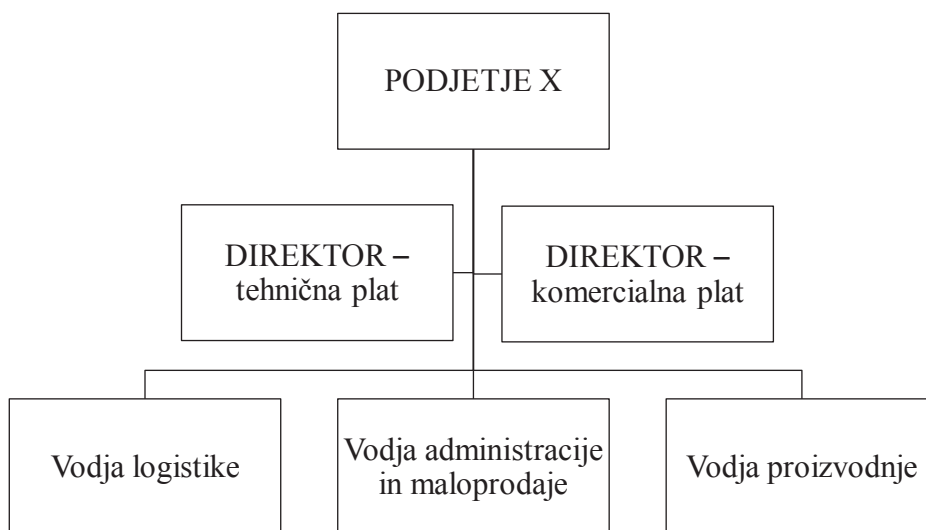 PODJETJE X
DIREKTOR –
tehnična plat
DIREKTOR –
komercialna plat
Vodja logistike
Vodja administracije
in maloprodaje
Vodja proizvodnje